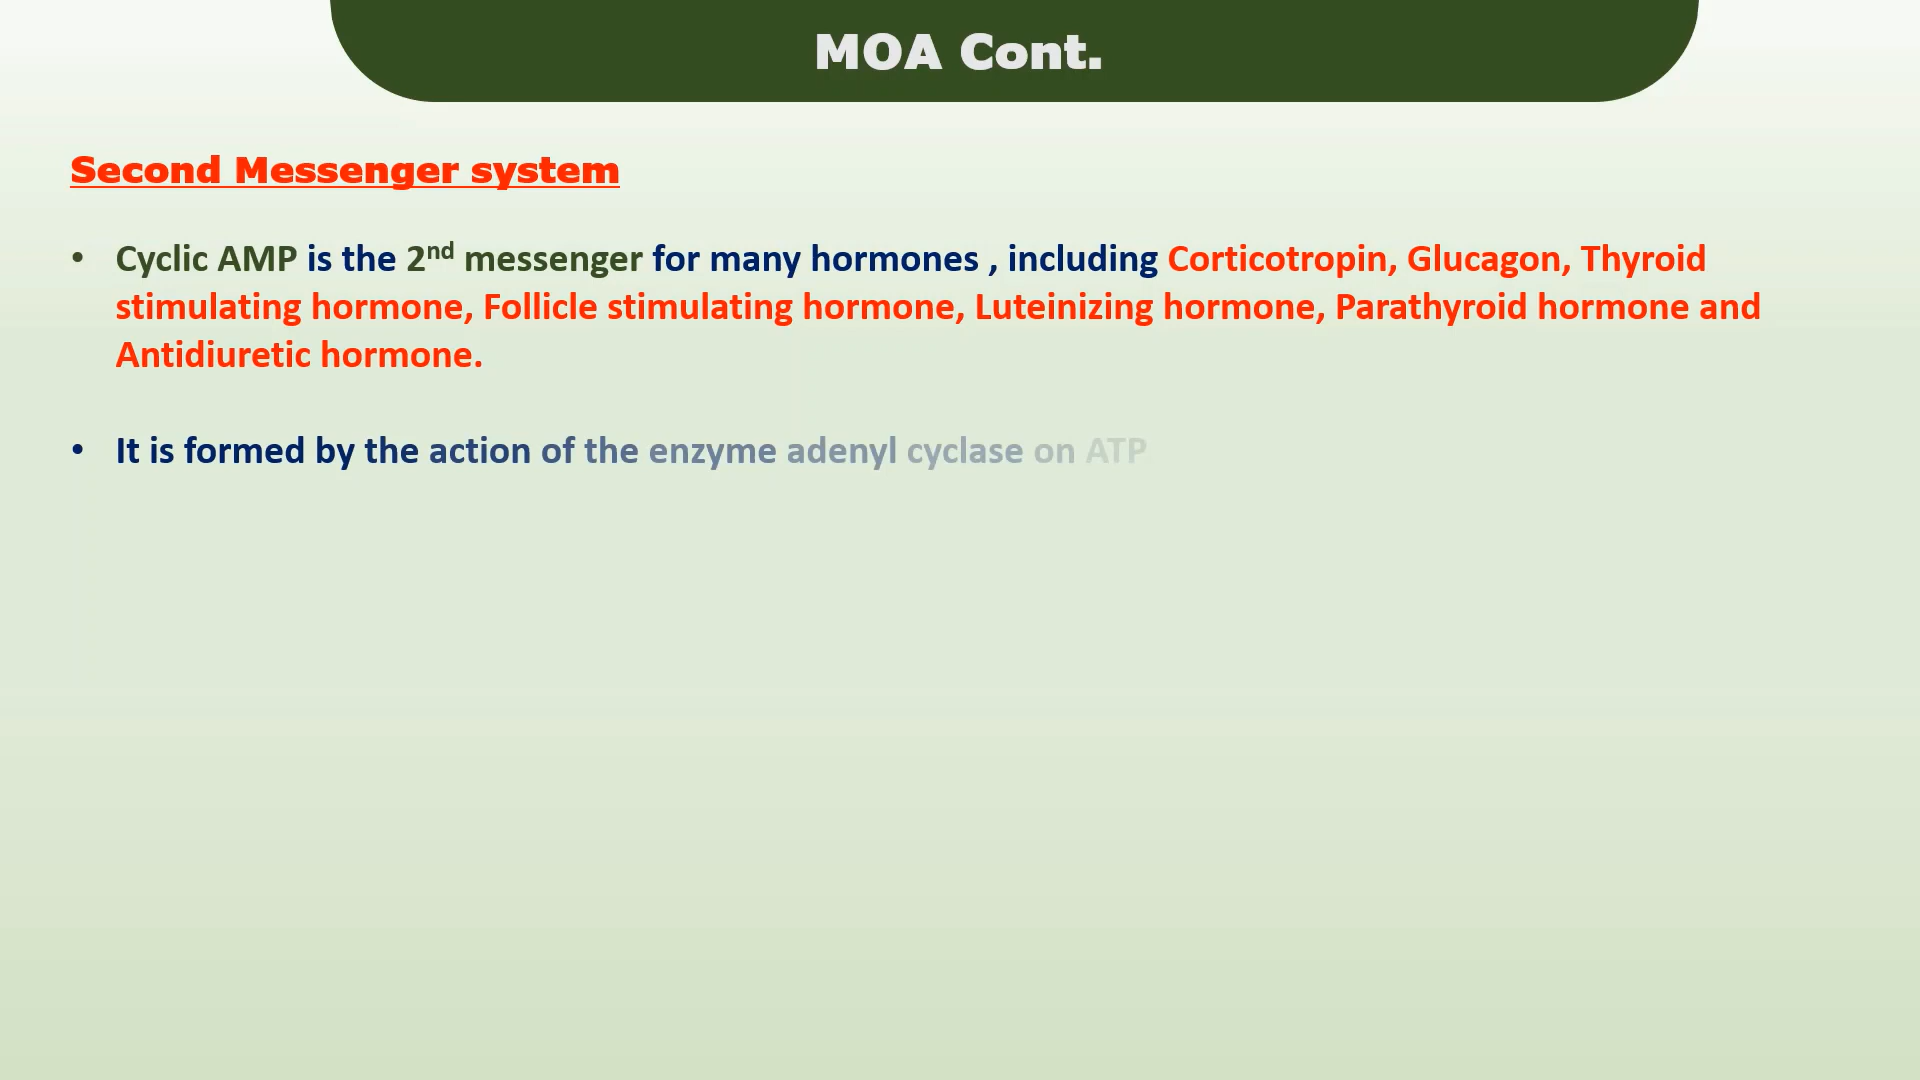 MOA Cont.
Second Messenger system
• Cyclic AMP is the 2nd messenger for many hormones , including Corticotropin, Glucagon, Thyroid
stimulating hormone, Follicle stimulating hormone, Luteinizing hormone, Parathyroid hormone and
Antidiuretic hormone.
• It is formed by the action of the enzyme adenyl cyclase on ATP